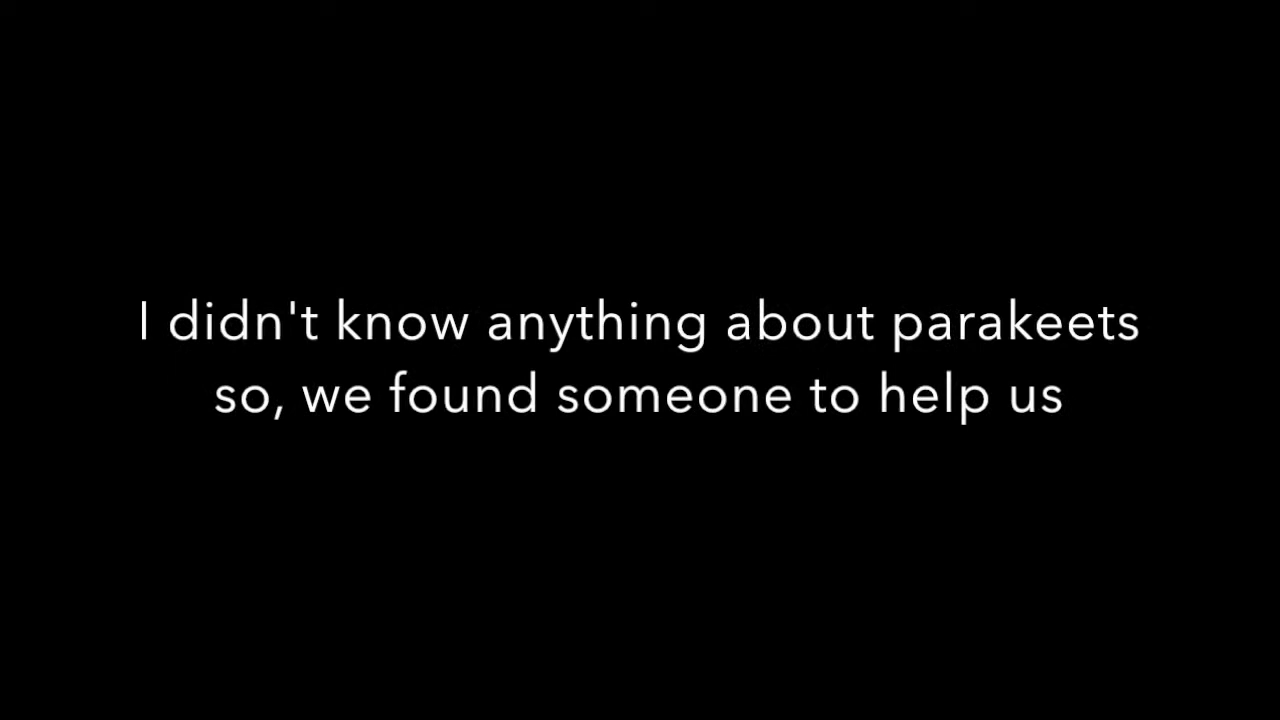 I didn't know anything about parakeets
so, we found someone to help us